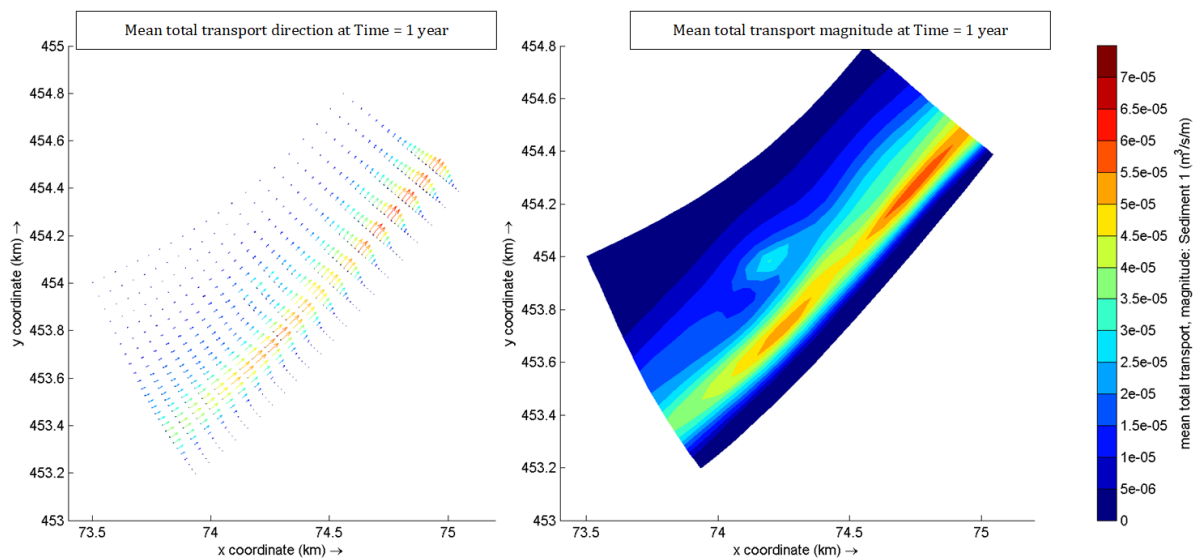 Mean total transport direction at Time = 1 year
Mean total transport magnitude at Time = 1 year
455
454.8
454.6
454.4
454.2
454
453.8
453.6
453.4
453.2
453
y coordinate (km) →
73.5
74
74.5
75
x coordinate (km) →
454.8
454.6
454.4
454.2
454
453.8
453.6
453.4
453.2
453
y coordinate (km) →
73.5
74
74.5
75
x coordinate (km) →
7e-05
6.5e-05
6e-05
5.5e-05
5e-05
4.5e-05
4e-05
3.5e-05
3e-05
2.5e-05
2e-05
1.5e-05
1e-05
5e-06
0
mean total transport, magnitude: Sediment 1 (m³/s/m)